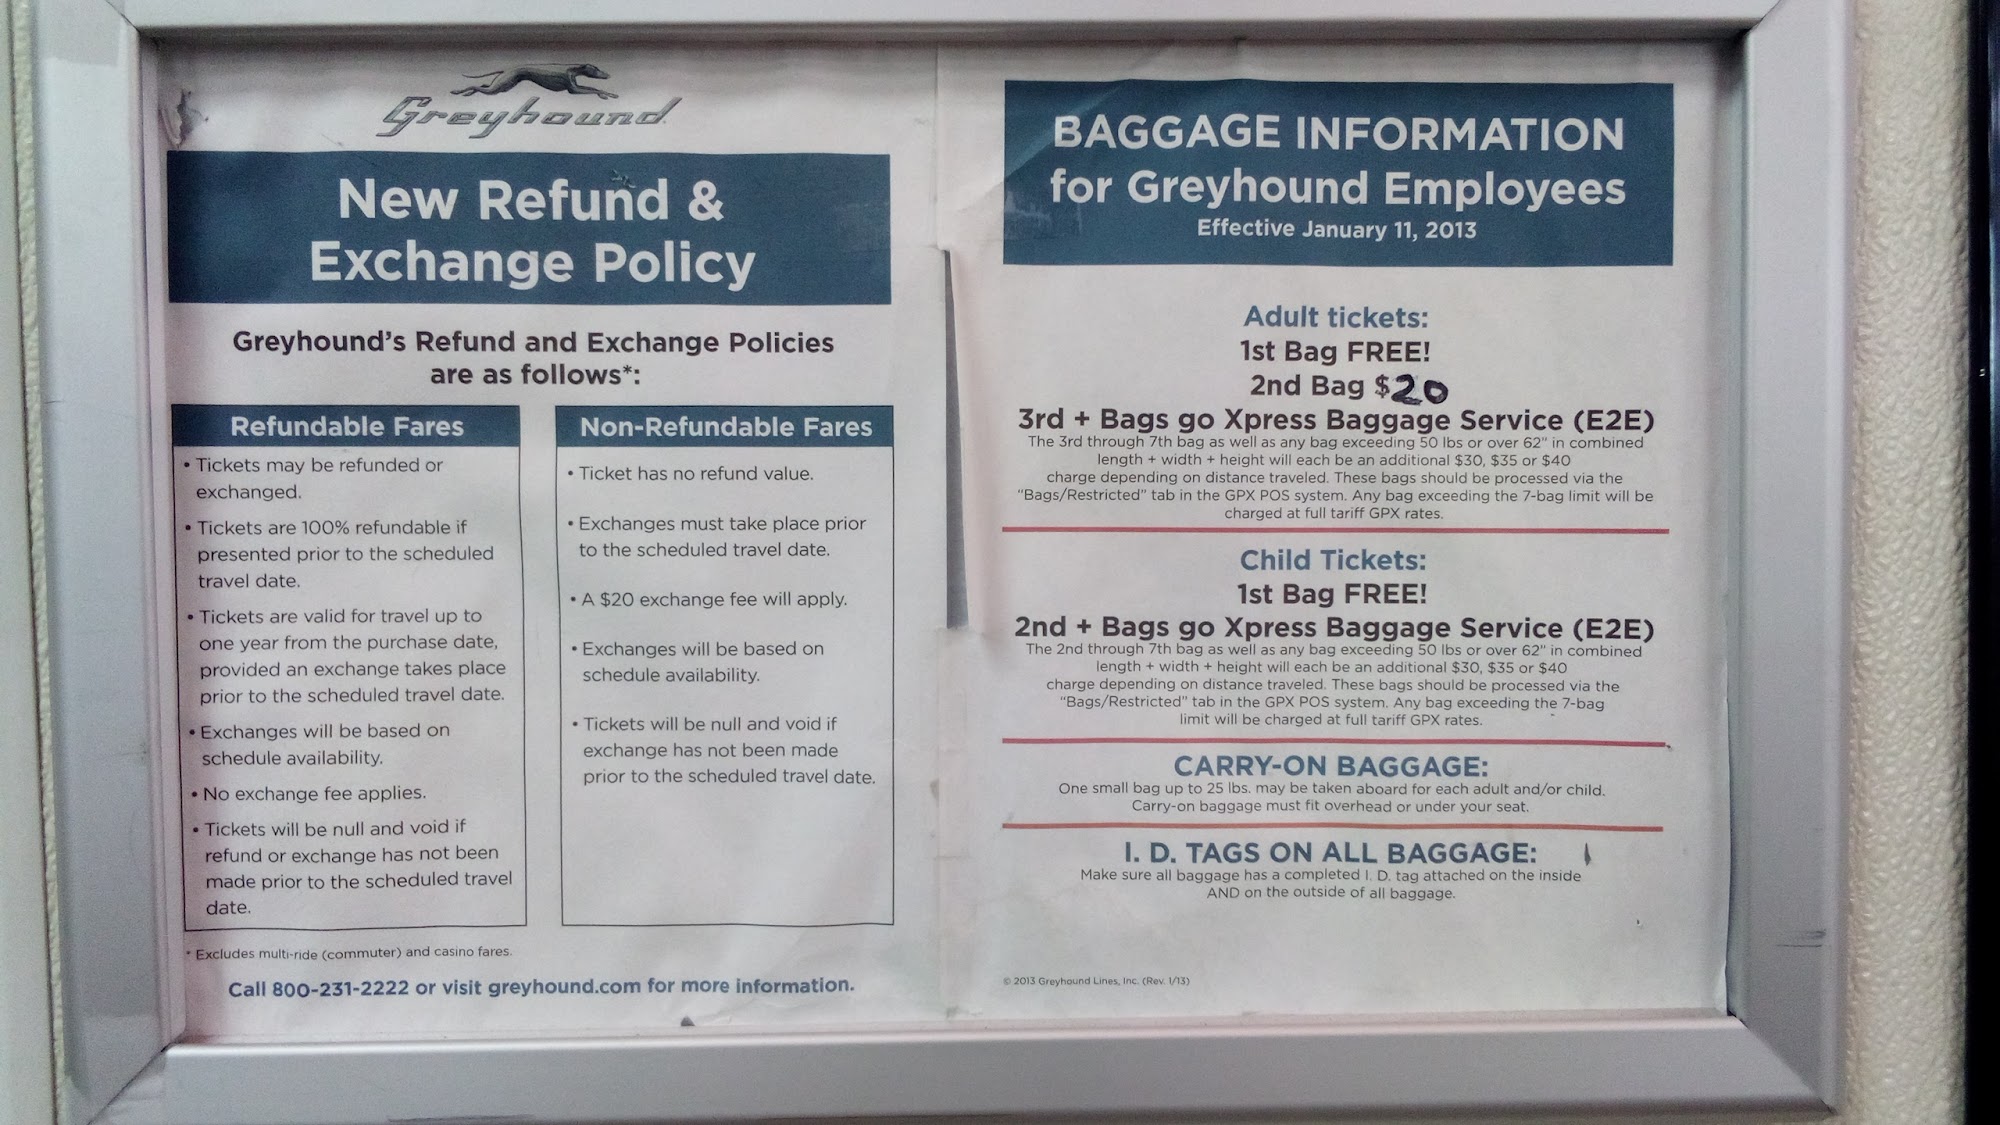 Greyhound
New Refund &
Exchange Policy
Greyhound's Refund and Exchange Policies
are as follows*:
Refundable Fares
• Tickets may be refunded or
exchanged.
• Tickets are 100% refundable if
presented prior to the scheduled
travel date.
• Tickets are valid for travel up to
one year from the purchase date,
provided an exchange takes place
prior to the scheduled travel date.
• Exchanges will be based on
schedule availability.
• No exchange fee applies.
• Tickets will be null and void if
refund or exchange has not been
made prior to the scheduled travel
date.
Non-Refundable Fares
• Ticket has no refund value.
• Exchanges must take place prior
to the scheduled travel date.
• A $20 exchange fee will apply.
• Exchanges will be based on
schedule availability.
• Tickets will be null and void if
exchange has not been made
prior to the scheduled travel date.
* Excludes multi-ride (commuter) and casino fares.
Call 800-231-2222 or visit greyhound.com for more information.
BAGGAGE INFORMATION
for Greyhound Employees
Effective January 11, 2013
Adult tickets:
1st Bag FREE!
2nd Bag $20
3rd + Bags go Xpress Baggage Service (E2E)
The 3rd through 7th bag as well as any bag exceeding 50 lbs or over 62" in combined
length + width + height will each be an additional $30, $35 or $40
charge depending on distance traveled. These bags should be processed via the
"Bags/Restricted" tab in the GPX POS system. Any bag exceeding the 7-bag limit will be
charged at full tariff GPX rates.
Child Tickets:
1st Bag FREE!
2nd + Bags go Xpress Baggage Service (E2E)
The 2nd through 7th bag as well as any bag exceeding 50 lbs or over 62" in combined
length + width + height will each be an additional $30, $35 or $40
charge depending on distance traveled. These bags should be processed via the
"Bags/Restricted" tab in the GPX POS system. Any bag exceeding the 7-bag
limit will be charged at full tariff GPX rates.
CARRY-ON BAGGAGE:
One small bag up to 25 lbs. may be taken aboard for each adult and/or child.
Carry-on baggage must fit overhead or under your seat.
I. D. TAGS ON ALL BAGGAGE:
Make sure all baggage has a completed I. D. tag attached on the inside
AND on the outside of all baggage.
© 2013 Greyhound Lines, Inc. (Rev. 1/13)